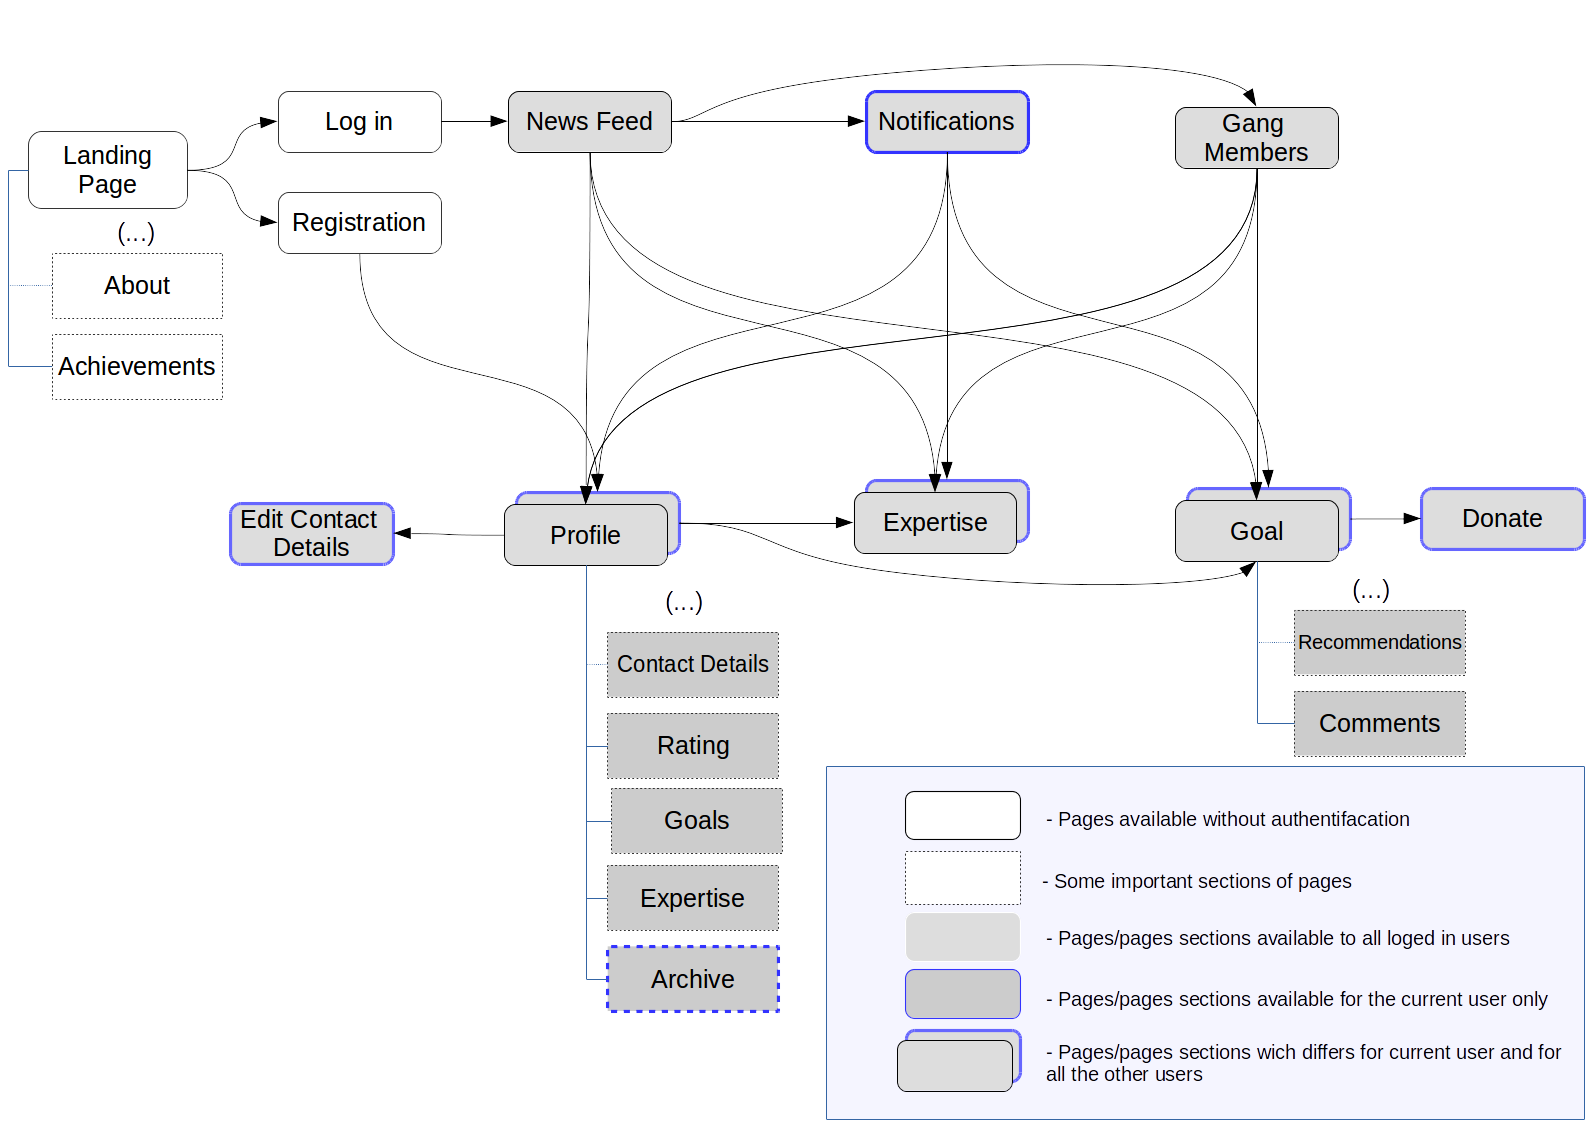 Landing
Page
(...)
About
Achievements
Log in
Registration
News Feed
Notifications
Gang
Members
Edit Contact
Details
Profile
Expertise
Goal
Donate
(...)
Contact Details
Rating
Goals
Expertise
Archive
(...)
Recommendations
Comments
- Pages available without authentifacation
- Some important sections of pages
- Pages/pages sections available to all loged in users
- Pages/pages sections available for the current user only
- Pages/pages sections wich differs for current user and for
all the other users